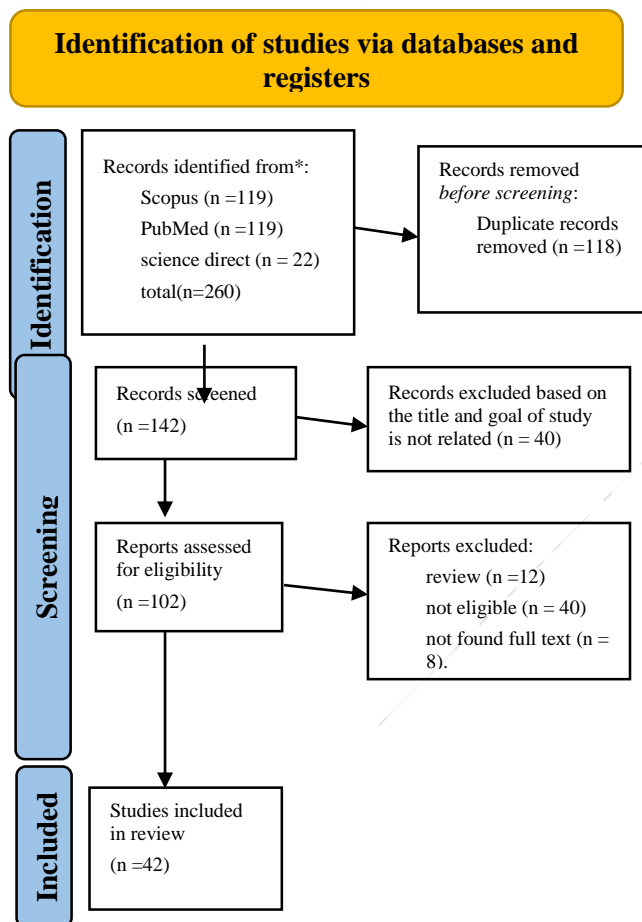 Identification of studies via databases and
registers
Identification
Records identified from*:
Scopus (n =119)
PubMed (n =119)
science direct (n = 22)
total(n=260)
Records removed
before screening:
Duplicate records
removed (n =118)
Screening
Records screened
(n =142)
Records excluded based on
the title and goal of study
is not related (n = 40)
Reports assessed
for eligibility
(n =102)
Reports excluded:
review (n =12)
not eligible (n = 40)
not found full text (n =
8).
Included
Studies included
in review
(n =42)